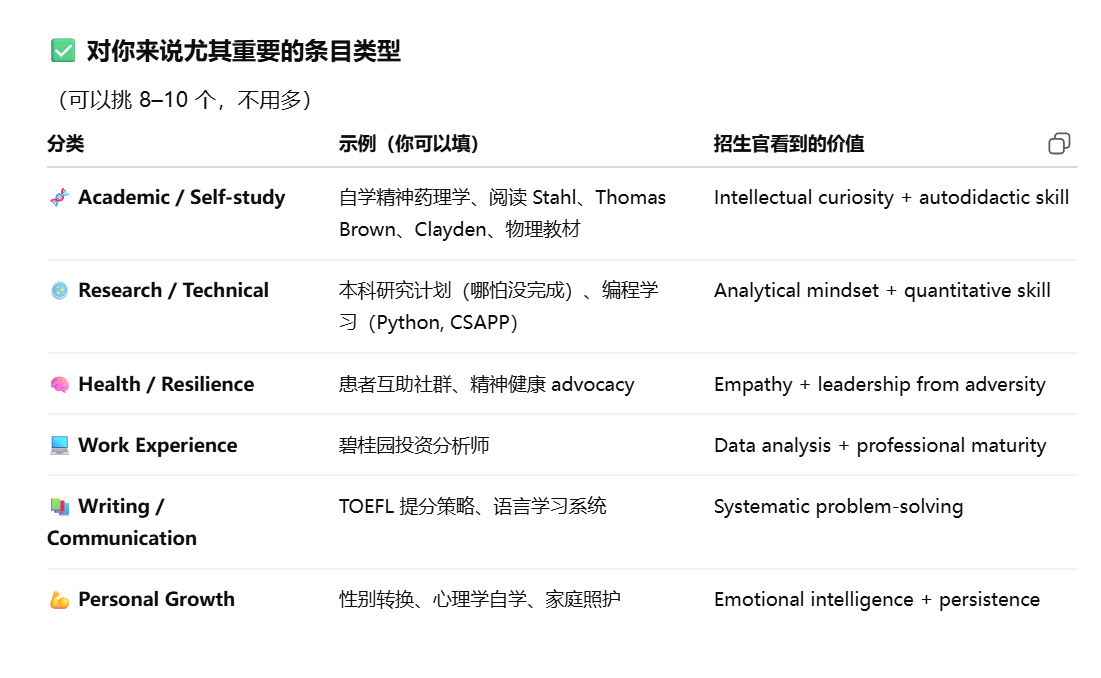 ✅ 对你来说尤其重要的条目类型
（可以挑 8–10 个，不用多）
分类 示例（你可以填） 招生官看到的价值
🧬 Academic / Self-study 自学精神药理学、阅读 Stahl、Thomas Intellectual curiosity + autodidactic skill
Brown、Clayden、物理教材
🧫 Research / Technical 本科研究计划（哪怕没完成）、编程学 Analytical mindset + quantitative skill
习（Python, CSAPP）
🧠 Health / Resilience 患者互助社群、精神健康 advocacy Empathy + leadership from adversity
💻 Work Experience 碧桂园投资分析师 Data analysis + professional maturity
📚 Writing / TOEFL 提分策略、语言学习系统 Systematic problem-solving
Communication
💪 Personal Growth 性别转换、心理学自学、家庭照护 Emotional intelligence + persistence